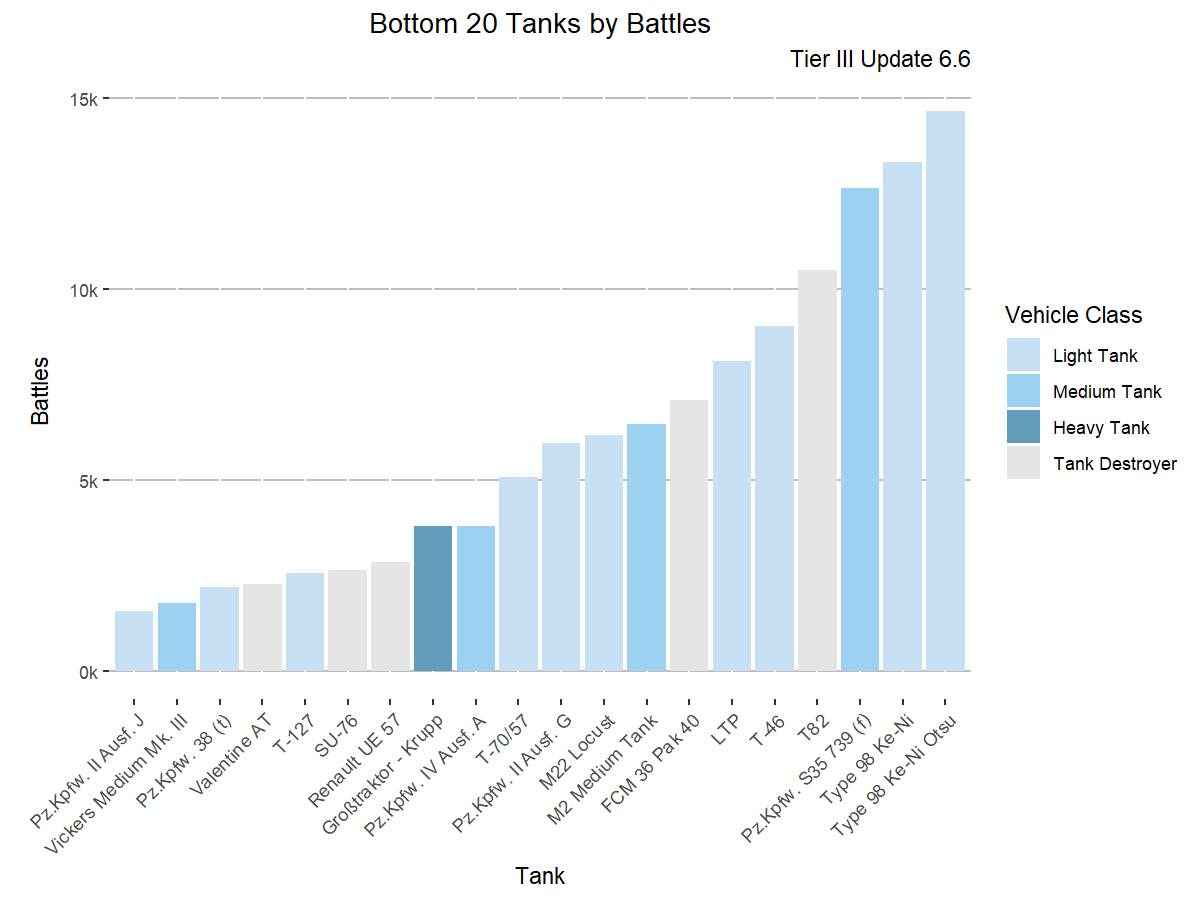 Bottom 20 Tanks by Battles
Tier III Update 6.6
15k
10k
5k
0k
Battles
Pz.Kpfw. II Ausf. J
Vickers Medium Mk. III
Pz.Kpfw. 38 (t)
Valentine AT
T-127
SU-76
Renault UE 57
Großtraktor - Krupp
Pz.Kpfw. IV Ausf. A
T-70/57
Pz.Kpfw. II Ausf. G
M22 Locust
M2 Medium Tank
FCM 36 Pak 40
LTP
T-46
T82
Pz.Kpfw. S35 739 (f)
Type 98 Ke-Ni
Type 98 Ke-Ni Otsu
Tank
Vehicle Class
Light Tank
Medium Tank
Heavy Tank
Tank Destroyer